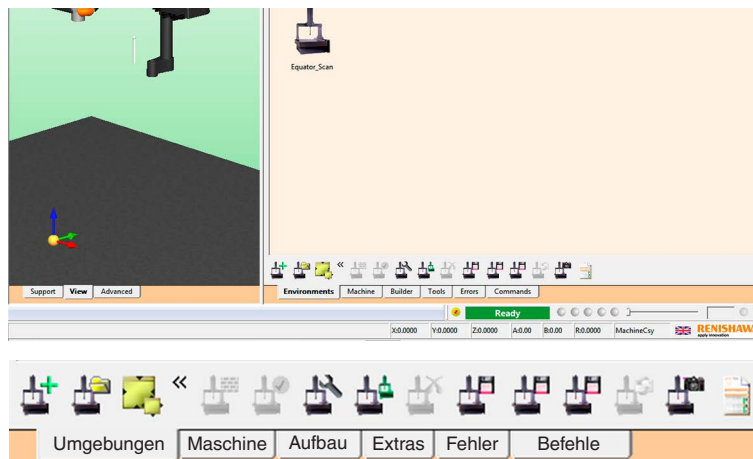 Equator_Scan
Support View Advanced
Environments Machine Builder Tools Errors Commands
Ready
X:0.0000 Y:0.0000 Z:0.0000 A:0.00 B:0.00 R:0.0000 MachineCsy RENISHAW
apply innovation
Umgebungen Maschine Aufbau Extras Fehler Befehle